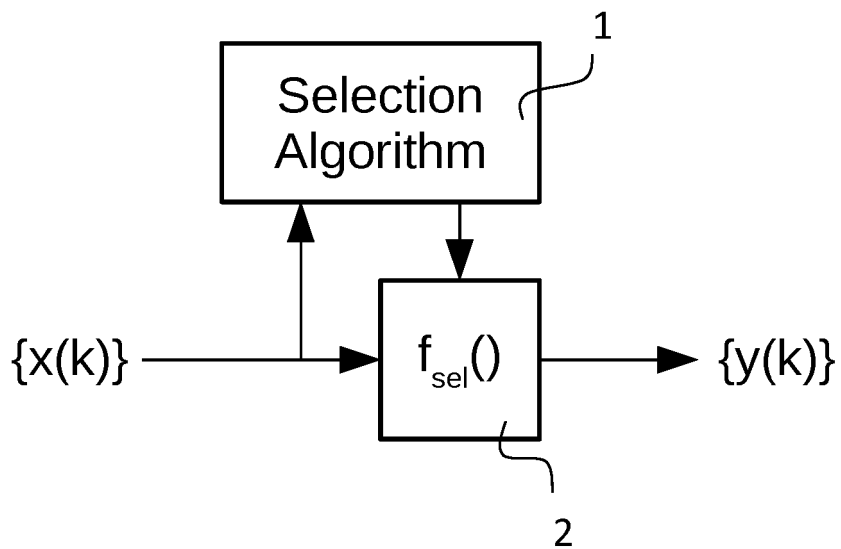 1
Selection
Algorithm
{x(k)}
fsel()
{y(k)}
2